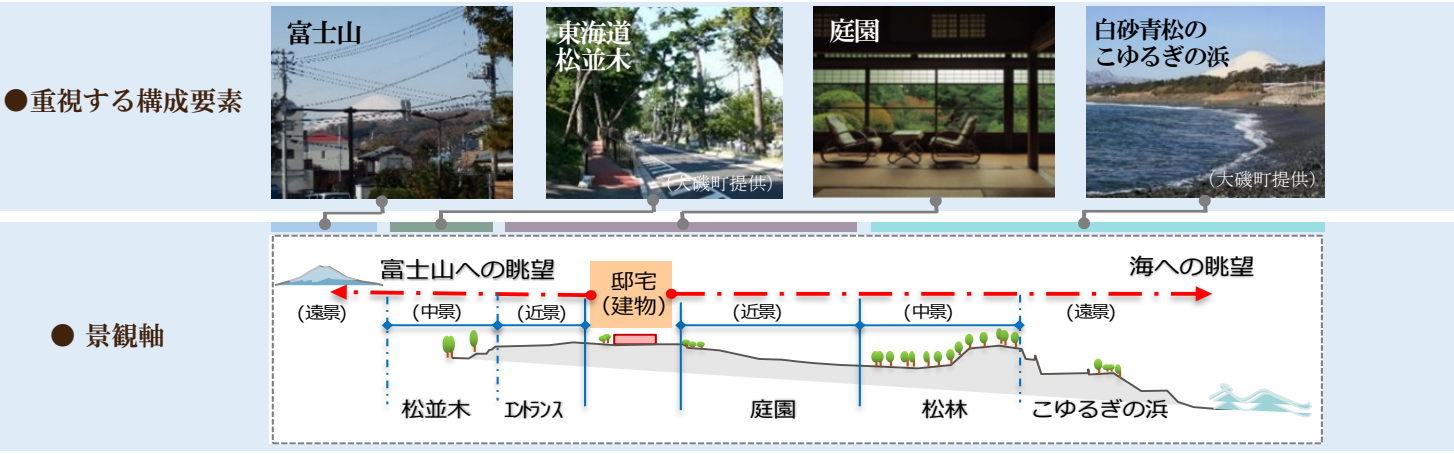 ●重視する構成要素
富士山
東海道
松並木
(大磯町提供)
庭園
白砂青松の
こゆるぎの浜
(大磯町提供)
● 景観軸
富士山への眺望
邸宅
(建物)
海への眺望
(遠景)
(中景)
(近景)
(近景)
(中景)
(遠景)
松並木
エントランス
庭園
松林
こゆるぎの浜